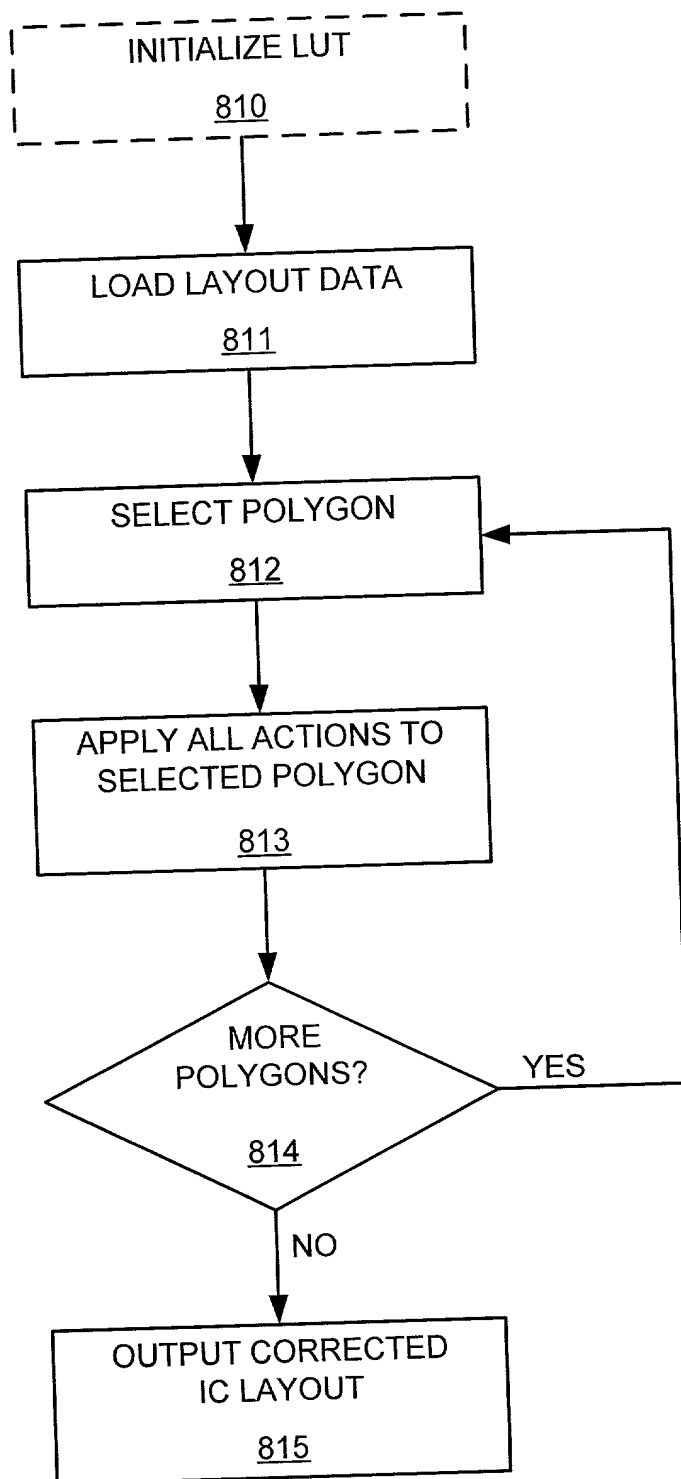 INITIALIZE LUT
810
LOAD LAYOUT DATA
811
SELECT POLYGON
812
APPLY ALL ACTIONS TO
SELECTED POLYGON
813
MORE
POLYGONS?
814
YES
NO
OUTPUT CORRECTED
IC LAYOUT
815